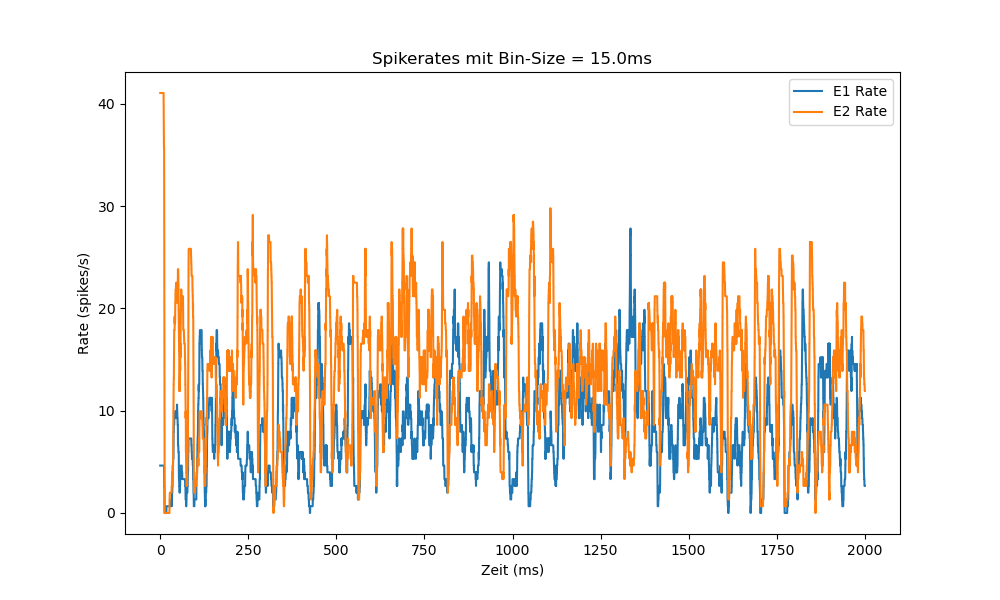 Spikerates mit Bin-Size = 15.0ms
E1 Rate
E2 Rate
Rate (spikes/s)
40
30
20
10
0
0 250 500 750 1000 1250 1500 1750 2000
Zeit (ms)